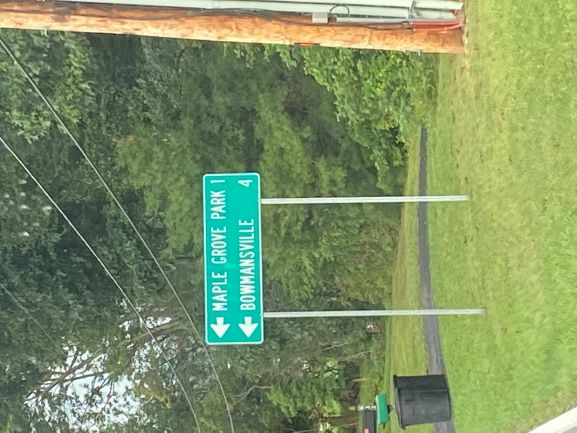 ↑ MAPLE GROVE PARK 1
↑ BOWMANSVILLE 4